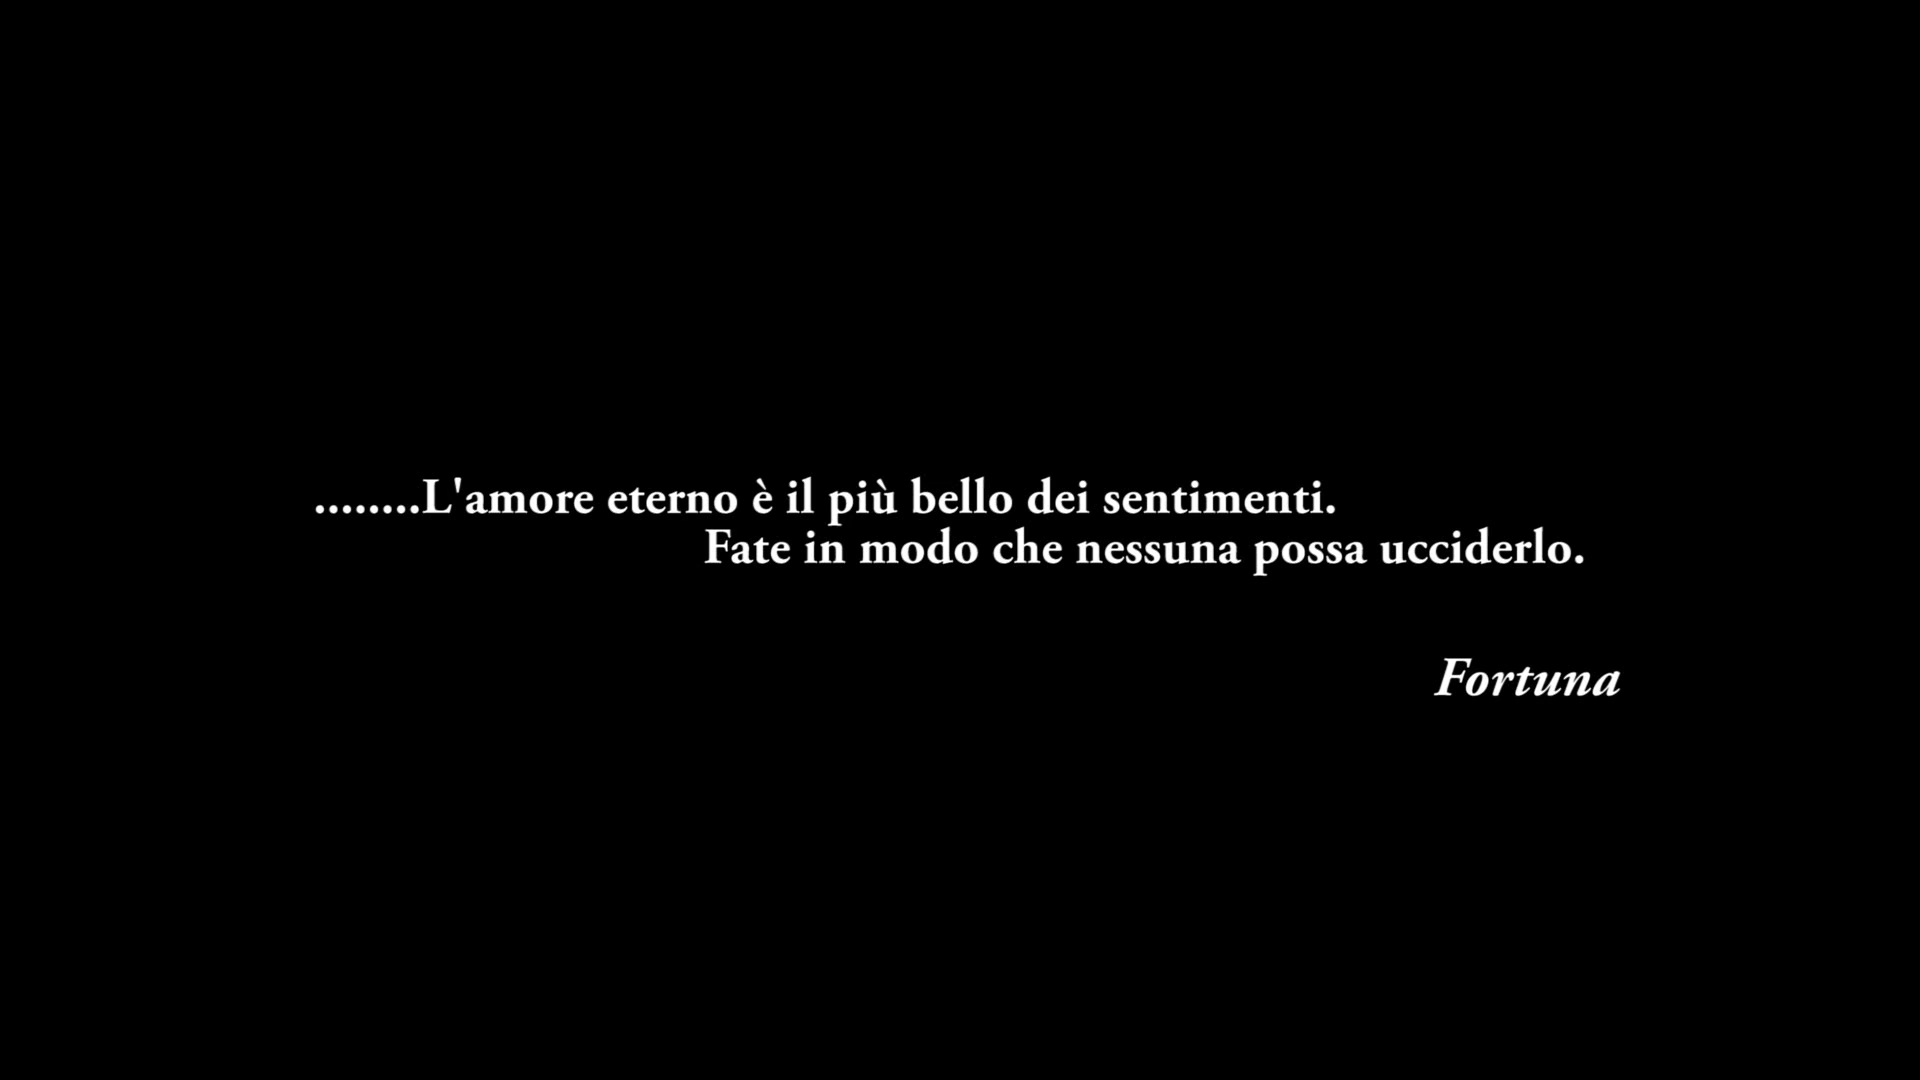 ........L'amore eterno è il più bello dei sentimenti.
Fate in modo che nessuna possa ucciderlo.
Fortuna